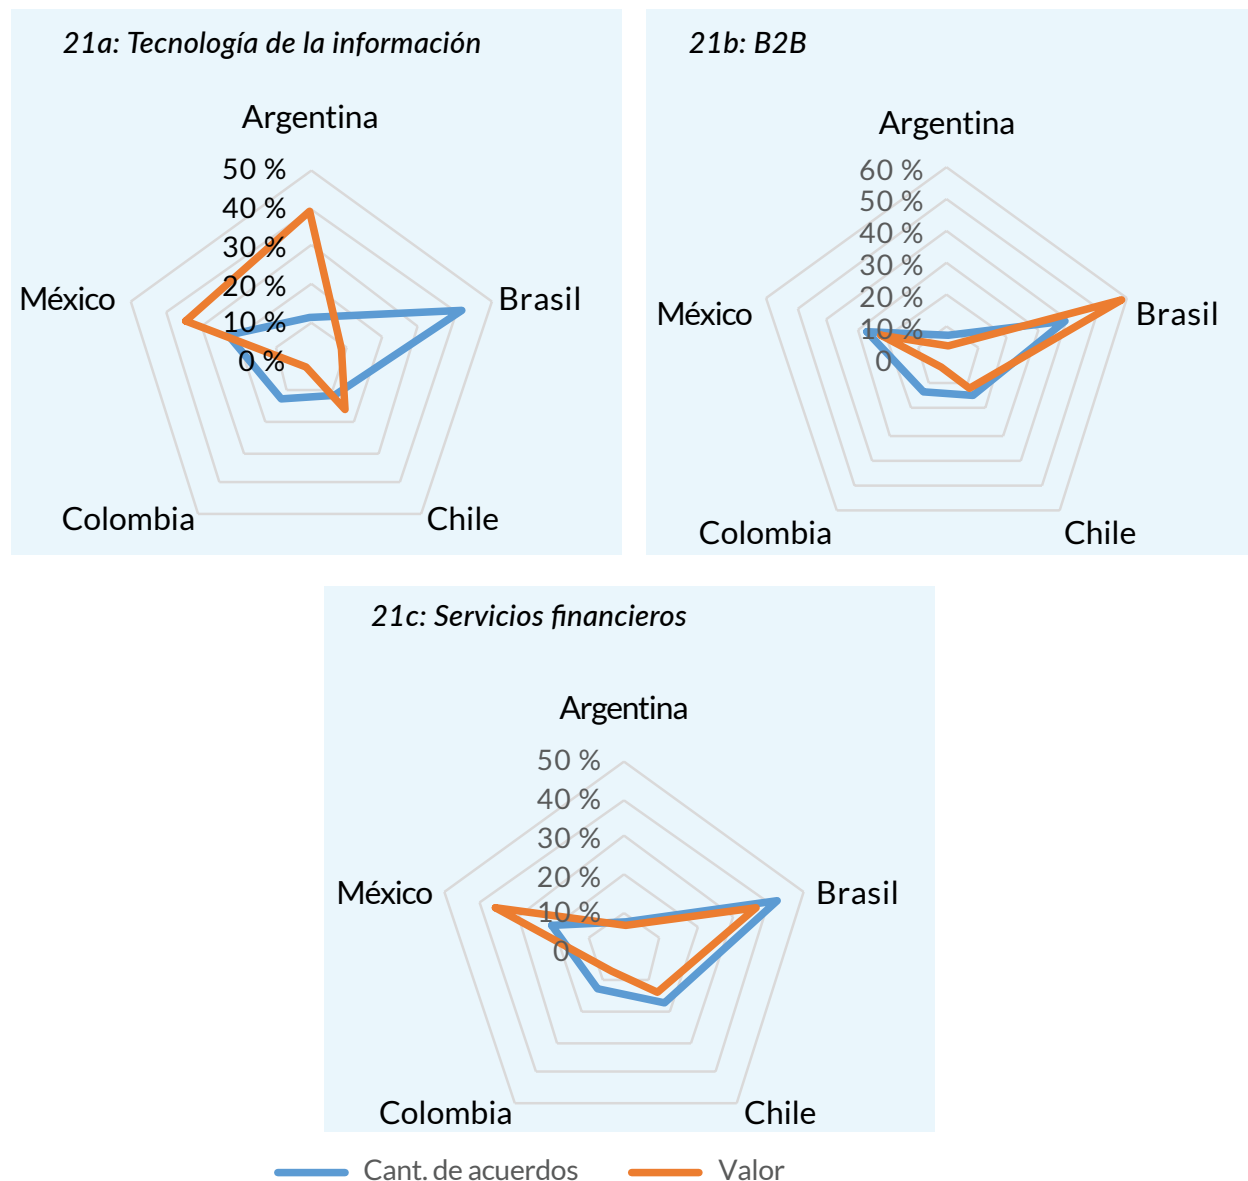 21a: Tecnología de la información
Argentina
50 %
40 %
30 %
20 %
10 %
0 %
México
Brasil
Colombia
Chile
21b: B2B
Argentina
60 %
50 %
40 %
30 %
20 %
10 %
0
México
Brasil
Colombia
Chile
21c: Servicios financieros
Argentina
50 %
40 %
30 %
20 %
10 %
0
México
Brasil
Colombia
Chile
Cant. de acuerdos
Valor